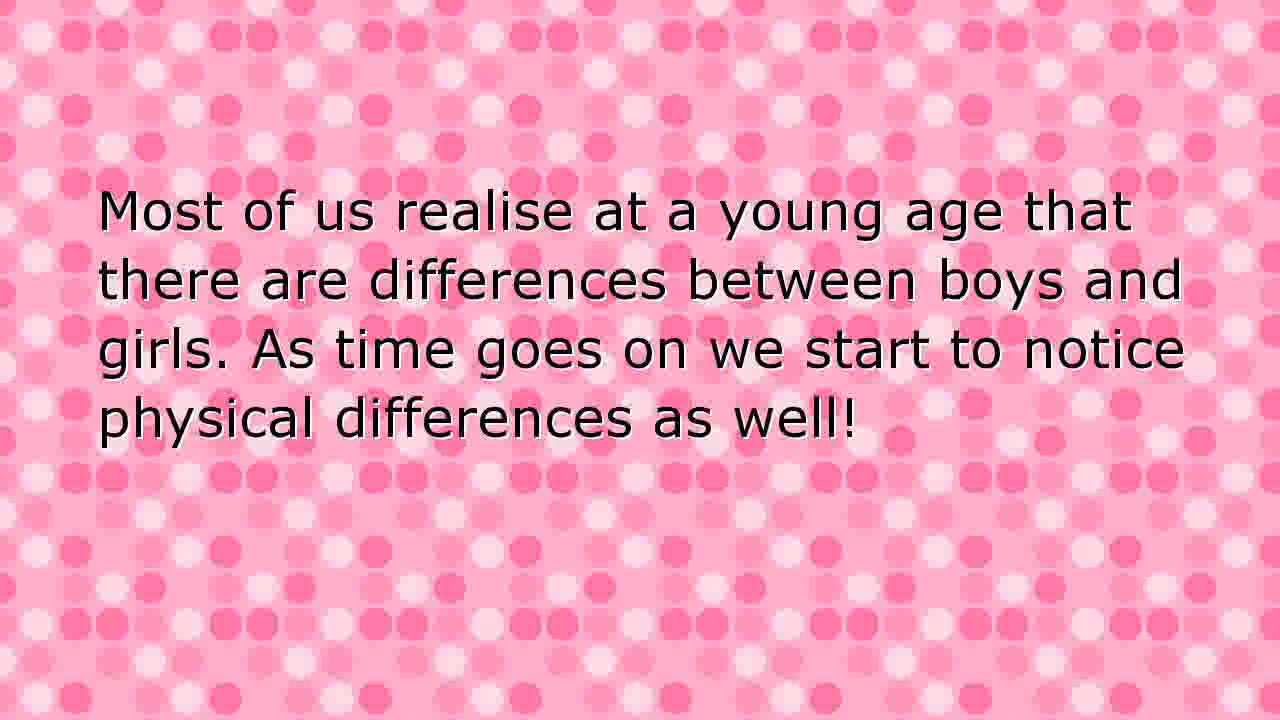 Most of us realise at a young age that
there are differences between boys and
girls. As time goes on we start to notice
physical differences as well!